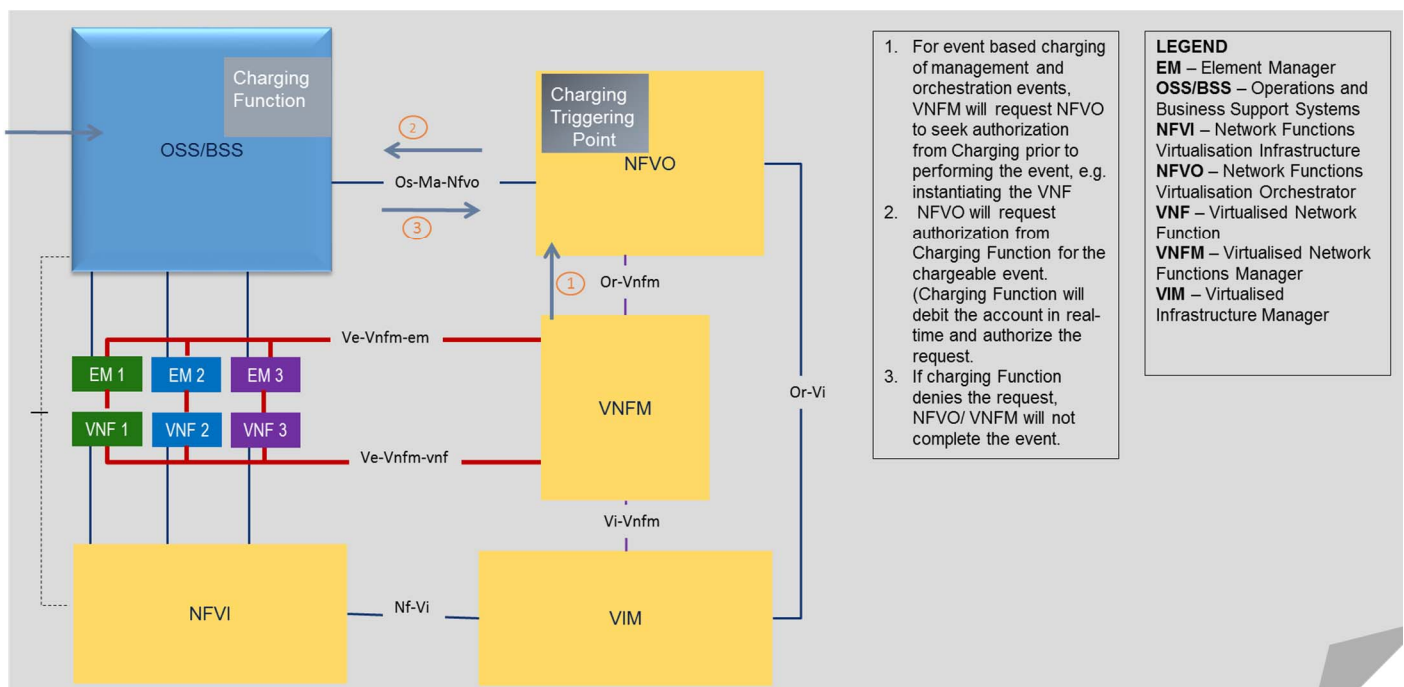 Charging
Function
OSS/BSS
2
Os-Ma-Nfvo
3
Charging
Triggering
Point
NFVO
1
Or-Vnfm
Ve-Vnfm-em
EM 1
EM 2
EM 3
VNF 1
VNF 2
VNF 3
VNFM
Or-Vi
Ve-Vnfm-vnf
Vi-Vnfm
NFVI
Nf-Vi
VIM
1. For event based charging
of management and
orchestration events,
VNFM will request NFVO
to seek authorization
from Charging prior to
performing the event, e.g.
instantiating the VNF
2. NFVO will request
authorization from
Charging Function for the
chargeable event.
(Charging Function will
debit the account in real-
time and authorize the
request.
3. If charging Function
denies the request,
NFVO/ VNFM will not
complete the event.
LEGEND
EM – Element Manager
OSS/BSS – Operations and
Business Support Systems
NFVI – Network Functions
Virtualisation Infrastructure
NFVO – Network Functions
Virtualisation Orchestrator
VNF – Virtualised Network
Function
VNFM – Virtualised Network
Functions Manager
VIM – Virtualised
Infrastructure Manager